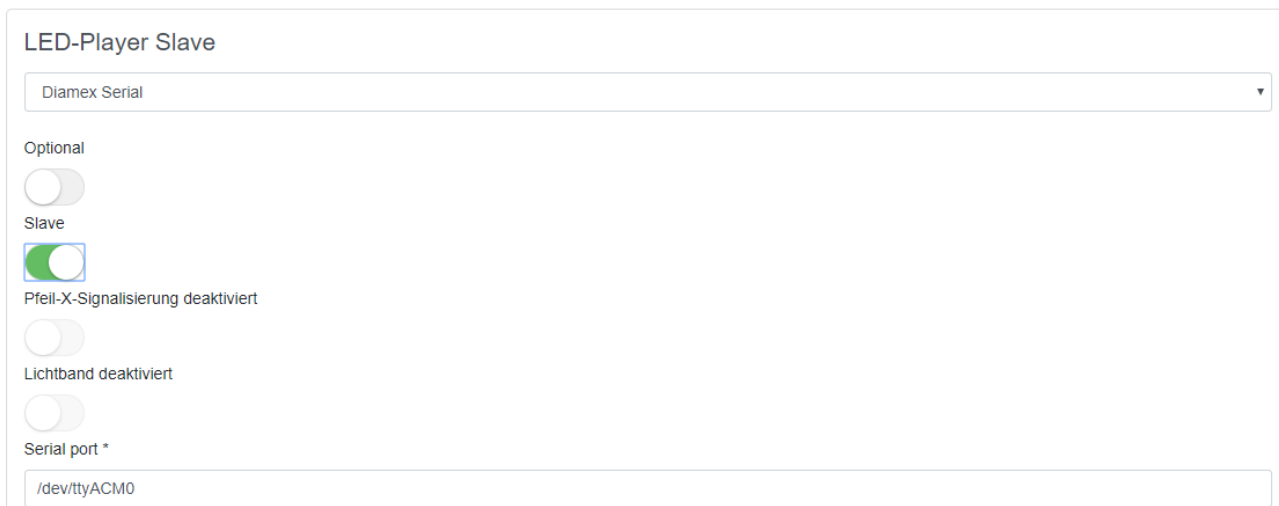 LED-Player Slave
Diamex Serial
Optional
Slave
Pfeil-X-Signalisierung deaktiviert
Lichtband deaktiviert
Serial port *
/dev/ttyACM0